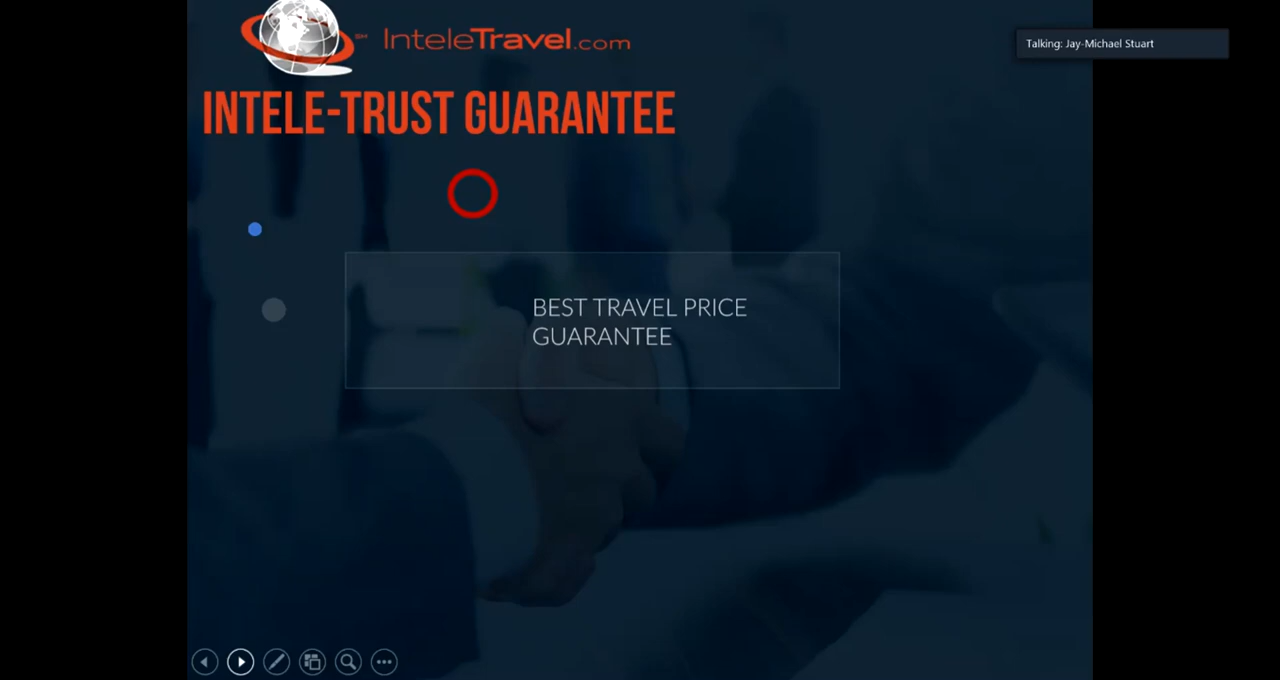 InteleTravel.com
Talking: Jay-Michael Stuart
INTELE-TRUST GUARANTEE
BEST TRAVEL PRICE
GUARANTEE